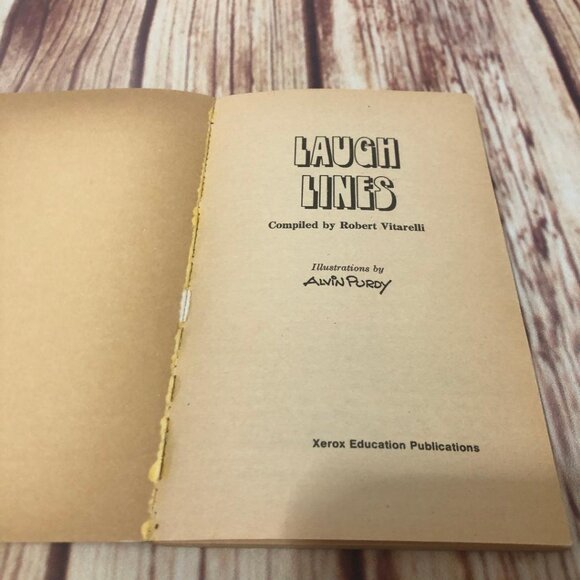 LAUGH
LINES
Compiled by Robert Vitarelli
Illustrations by
ALVIN PURDY
Xerox Education Publications